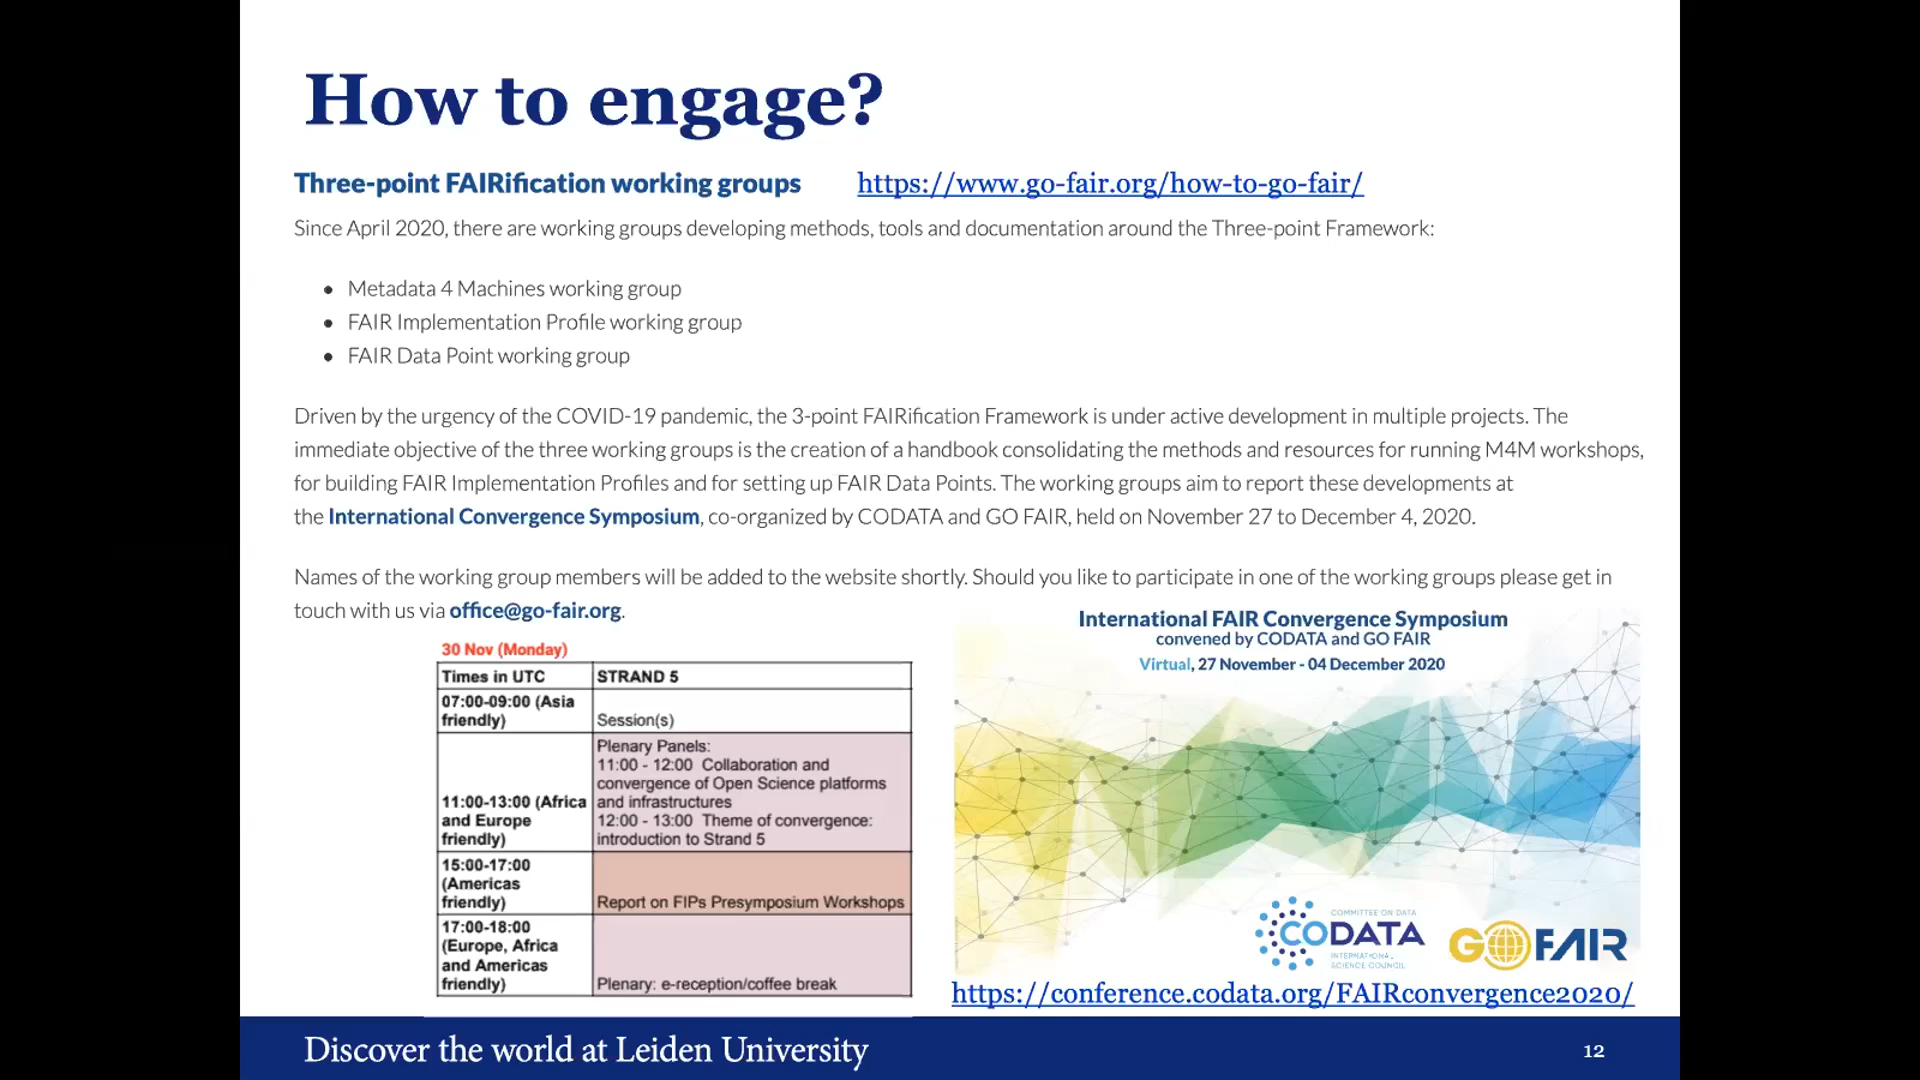 How to engage?
Three-point FAIRification working groups https://www.go-fair.org/how-to-go-fair/
Since April 2020, there are working groups developing methods, tools and documentation around the Three-point Framework:
• Metadata 4 Machines working group
• FAIR Implementation Profile working group
• FAIR Data Point working group
Driven by the urgency of the COVID-19 pandemic, the 3-point FAIRification Framework is under active development in multiple projects. The
immediate objective of the three working groups is the creation of a handbook consolidating the methods and resources for running M4M workshops,
for building FAIR Implementation Profiles and for setting up FAIR Data Points. The working groups aim to report these developments at
the International Convergence Symposium, co-organized by CODATA and GO FAIR, held on November 27 to December 4, 2020.
Names of the working group members will be added to the website shortly. Should you like to participate in one of the working groups please get in
touch with us via office@go-fair.org.
30 Nov (Monday)
Times in UTC STRAND 5
07:00-09:00 (Asia
friendly) Session(s)
Plenary Panels:
11:00 - 12:00 Collaboration and
convergence of Open Science platforms
11:00-13:00 (Africa and infrastructures
and Europe 12:00 - 13:00 Theme of convergence:
friendly) introduction to Strand 5
15:00-17:00
(Americas
friendly) Report on FIPs Presymposium Workshops
17:00-18:00
(Europe, Africa
and Americas
friendly) Plenary: e-reception/coffee break
International FAIR Convergence Symposium
convened by CODATA and GO FAIR
Virtual, 27 November - 04 December 2020
COMMITTEE ON DATA
CODATA
INTERNATIONAL
SCIENCE COUNCIL
GO FAIR
https://conference.codata.org/FAIRconvergence2020/
Discover the world at Leiden University 12